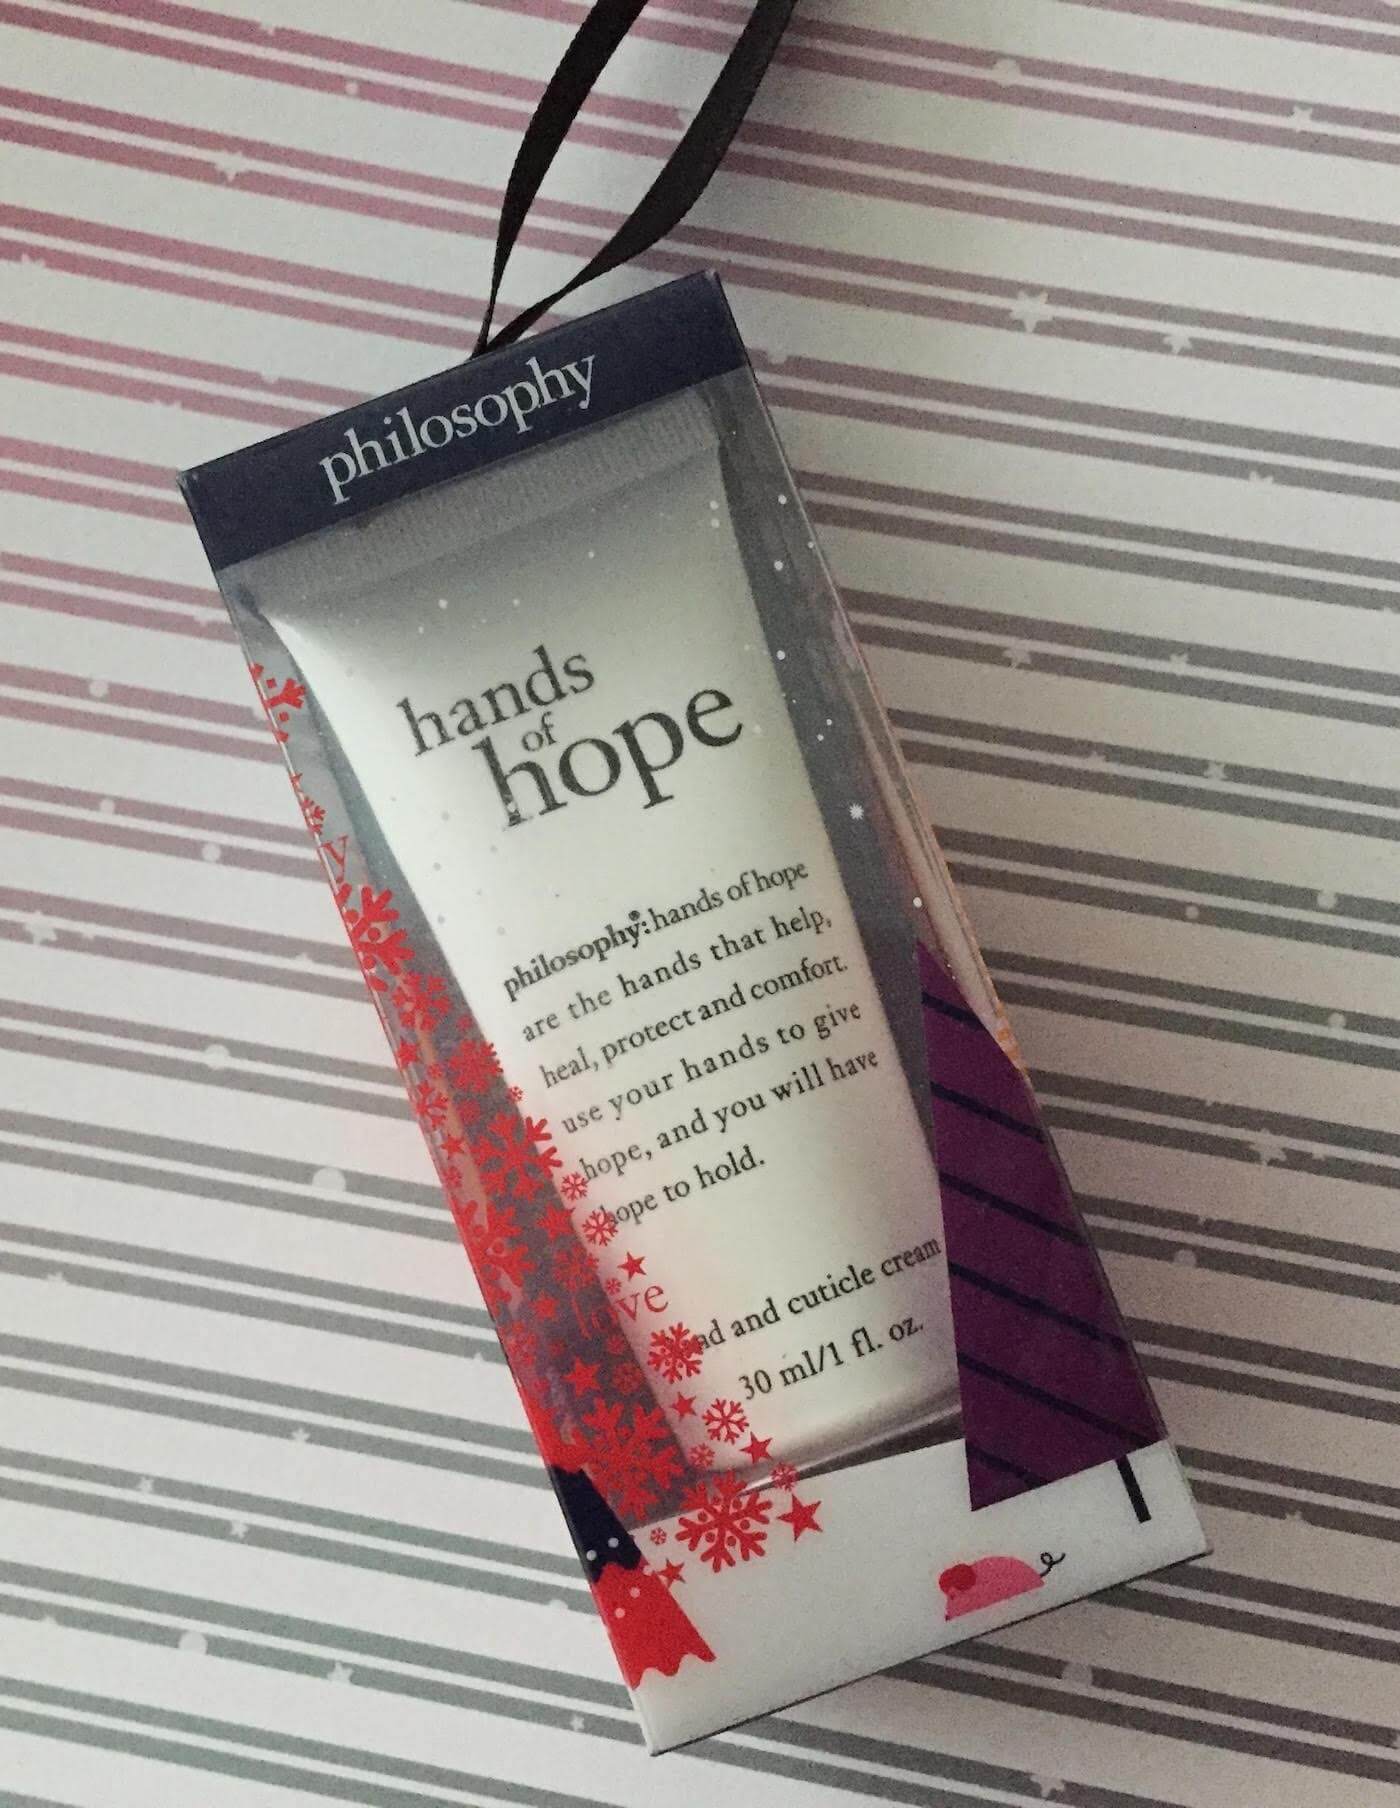 philosophy
hands
of
hope
philosophy®: hands of hope
are the hands that help,
heal, protect and comfort.
use your hands to give
hope, and you will have
hope to hold.
and cuticle cream
30 ml/1 fl. oz.